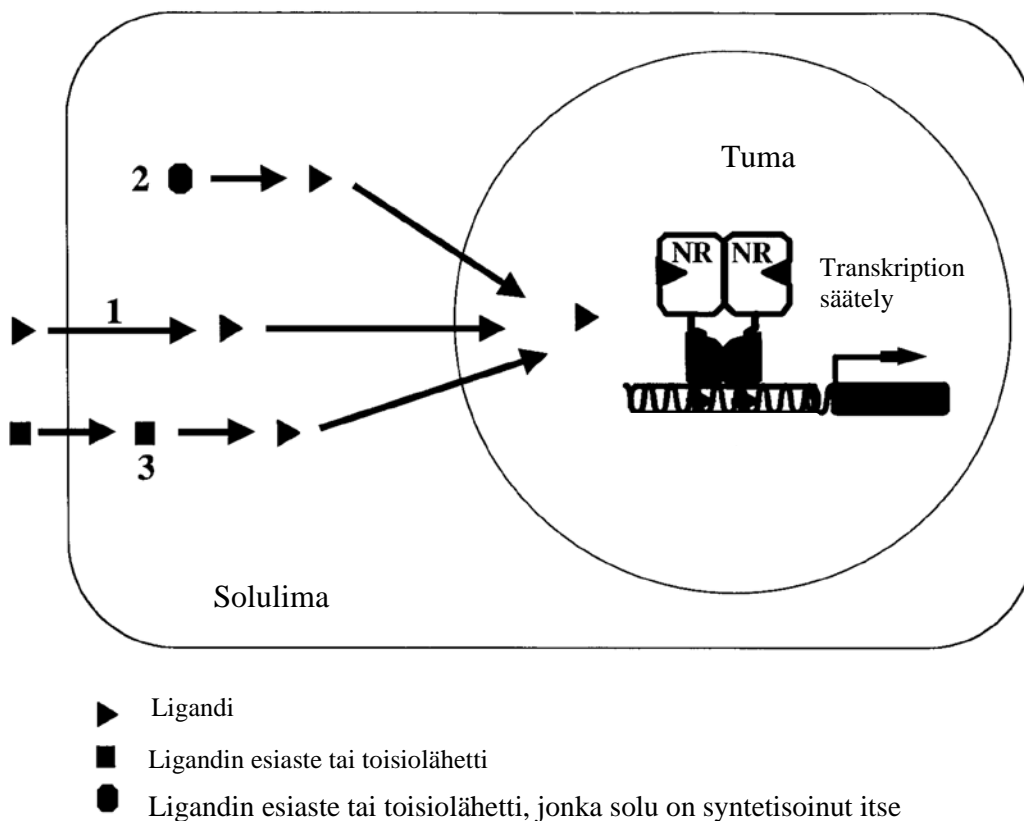 Tuma
2
NR NR
Transkription
säätely
1
3
Solulima
Ligandi
Ligandin esiaste tai toisiolähetti
Ligandin esiaste tai toisiolähetti, jonka solu on syntetisoinut itse